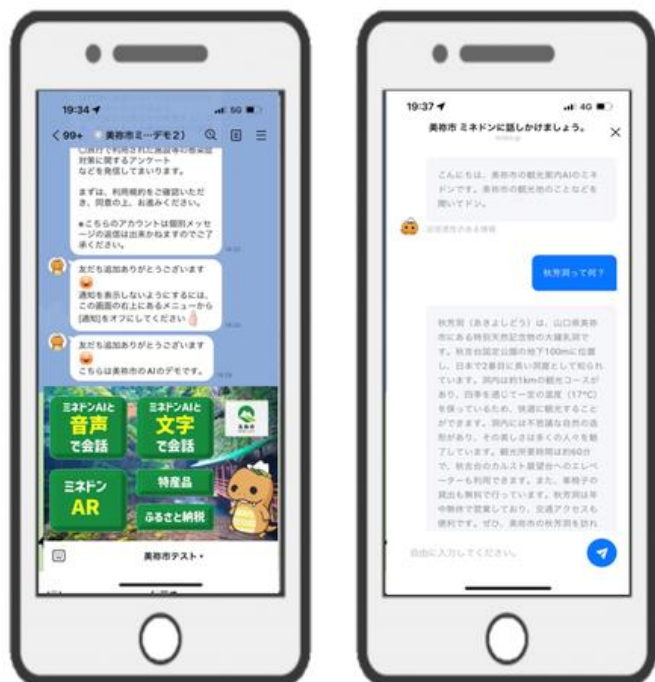 19:34
5G
99+
美祢市ミ…デモ2)
対策に関するアンケート
などを発信してまいります。
まずは、利用規約をご確認いただ
き、同意の上、お進みください。
※こちらのアカウントは個別メッセ
ージの返信は出来かねますのでご了
承ください。
友だち追加ありがとうございます
通知を表示しないようにするには、
この画面の右上にあるメニューから
[通知]をオフにしてください
友だち追加ありがとうございます
こちらは美祢市のAIのデモです。
ミネドンAIと
音声
で会話
ミネドンAIと
文字
で会話
美祢市
ミネドン
AR
特産品
ふるさと納税
美祢市テスト・
19:37
4G
美祢市 ミネドンに話しかけましょう。
こんにちは、美祢市の観光案内AIのミネ
ドンです。美祢市の観光地のことなどを
聞いてドン。
秋芳洞って何？
秋芳洞（あきよしどう）は、山口県美祢
市にある特別天然記念物の大鍾乳洞で
す。秋吉台国定公園の地下100mに位置
し、日本で2番目に長い洞窟として知られ
ています。洞内は約1kmの観光コースが
あり、四季を通じて一定の温度（17℃）
を保っているため、快適に観光すること
ができます。洞内には不思議な自然の造
形があり、その美しさは多くの人々を魅
了しています。観光所要時間は約60分
で、秋吉台のカルスト展望台へのエレベ
ーターも利用できます。また、車椅子の
貸出も無料で行っています。秋芳洞は年
中無休で営業しており、交通アクセスも
便利です。ぜひ、美祢市の秋芳洞を訪れ
自由に入力してください。